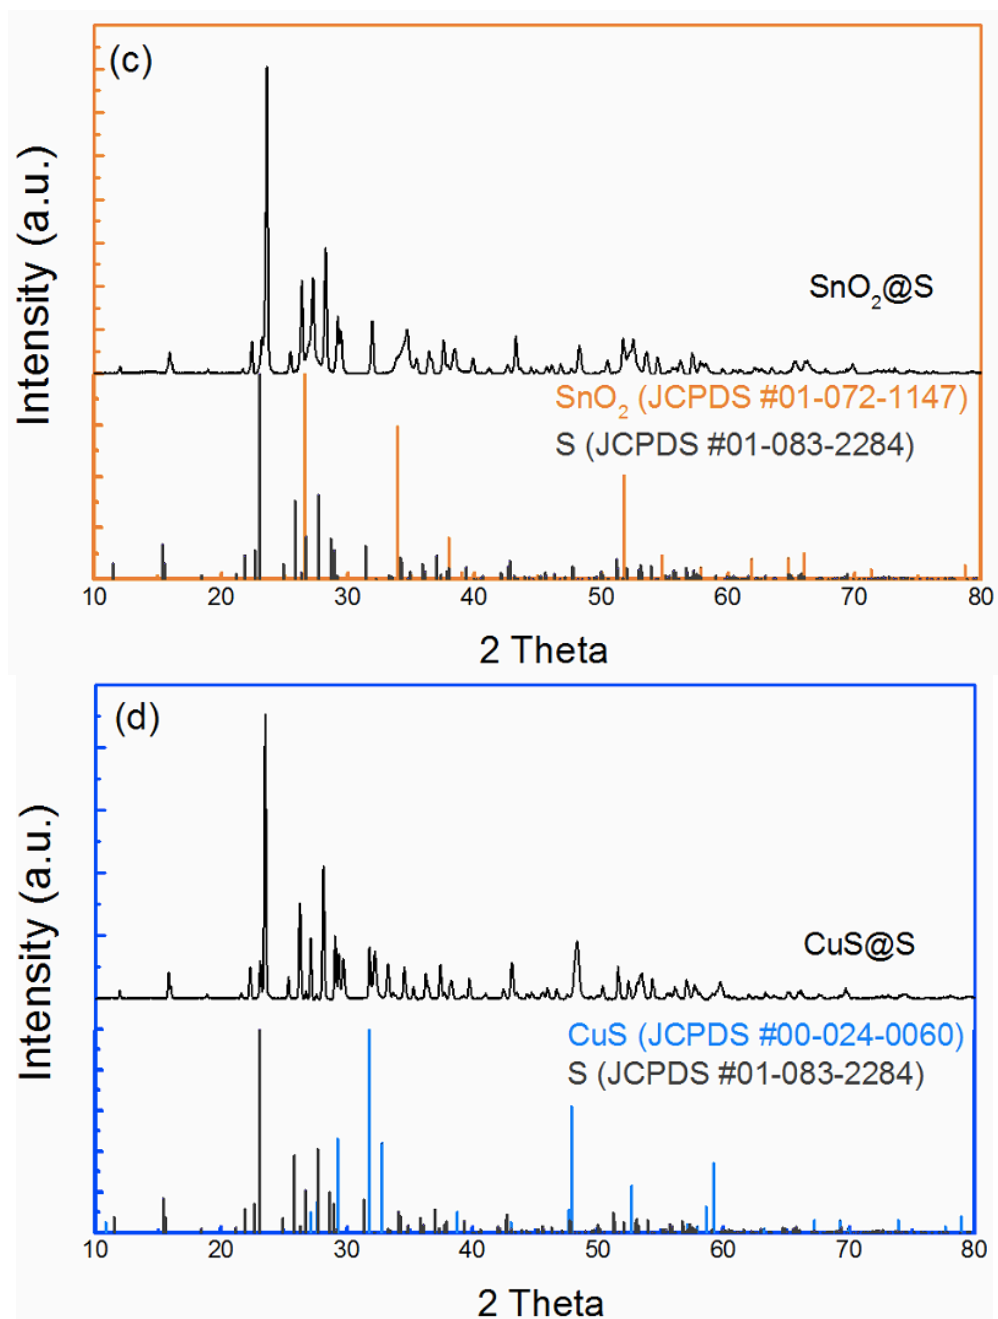 (c)
Intensity (a.u.)
SnO₂@S
SnO₂ (JCPDS #01-072-1147)
S (JCPDS #01-083-2284)
10 20 30 40 50 60 70 80
2 Theta
(d)
Intensity (a.u.)
CuS@S
CuS (JCPDS #00-024-0060)
S (JCPDS #01-083-2284)
10 20 30 40 50 60 70 80
2 Theta